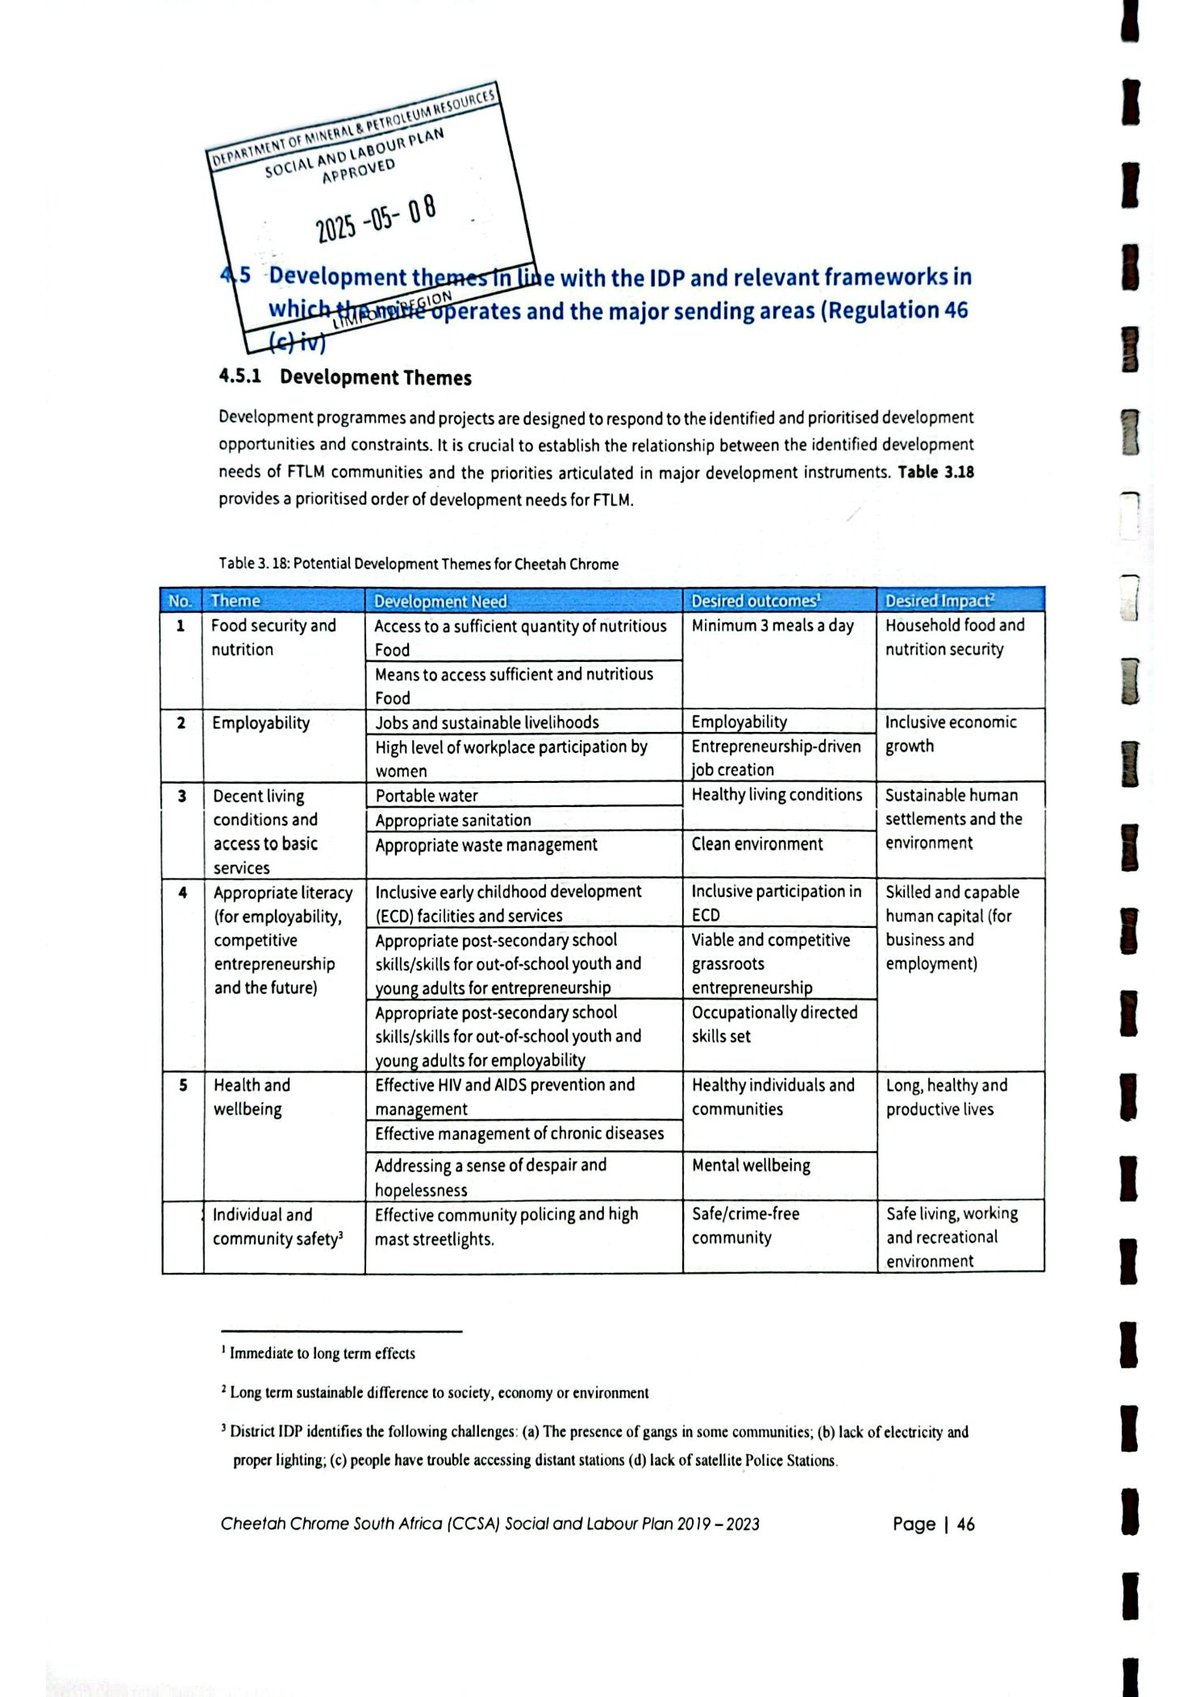 DEPARTMENT OF MINERAL & PETROLEUM RESOURCES
SOCIAL AND LABOUR PLAN
APPROVED
2025 -05- 08
LIMPOPO REGION
4.5 Development themes in line with the IDP and relevant frameworks in
which the mine operates and the major sending areas (Regulation 46
(c) iv)
4.5.1 Development Themes
Development programmes and projects are designed to respond to the identified and prioritised development
opportunities and constraints. It is crucial to establish the relationship between the identified development
needs of FTLM communities and the priorities articulated in major development instruments. Table 3.18
provides a prioritised order of development needs for FTLM.
Table 3. 18: Potential Development Themes for Cheetah Chrome
No. Theme Development Need Desired outcomes¹ Desired Impact²
1 Food security and Access to a sufficient quantity of nutritious Minimum 3 meals a day Household food and
nutrition Food nutrition security
Means to access sufficient and nutritious
Food
2 Employability Jobs and sustainable livelihoods Employability Inclusive economic
High level of workplace participation by Entrepreneurship-driven growth
women job creation
3 Decent living Portable water Healthy living conditions Sustainable human
conditions and Appropriate sanitation settlements and the
access to basic Appropriate waste management Clean environment environment
services
4 Appropriate literacy Inclusive early childhood development Inclusive participation in Skilled and capable
(for employability, (ECD) facilities and services ECD human capital (for
competitive Appropriate post-secondary school Viable and competitive business and
entrepreneurship skills/skills for out-of-school youth and grassroots employment)
and the future) young adults for entrepreneurship entrepreneurship
Appropriate post-secondary school Occupationally directed
skills/skills for out-of-school youth and skills set
young adults for employability
5 Health and Effective HIV and AIDS prevention and Healthy individuals and Long, healthy and
wellbeing management communities productive lives
Effective management of chronic diseases
Addressing a sense of despair and Mental wellbeing
hopelessness
Individual and Effective community policing and high Safe/crime-free Safe living, working
community safety³ mast streetlights. community and recreational
environment
¹ Immediate to long term effects
² Long term sustainable difference to society, economy or environment
³ District IDP identifies the following challenges: (a) The presence of gangs in some communities; (b) lack of electricity and
proper lighting; (c) people have trouble accessing distant stations (d) lack of satellite Police Stations.
Cheetah Chrome South Africa (CCSA) Social and Labour Plan 2019 – 2023 Page | 46